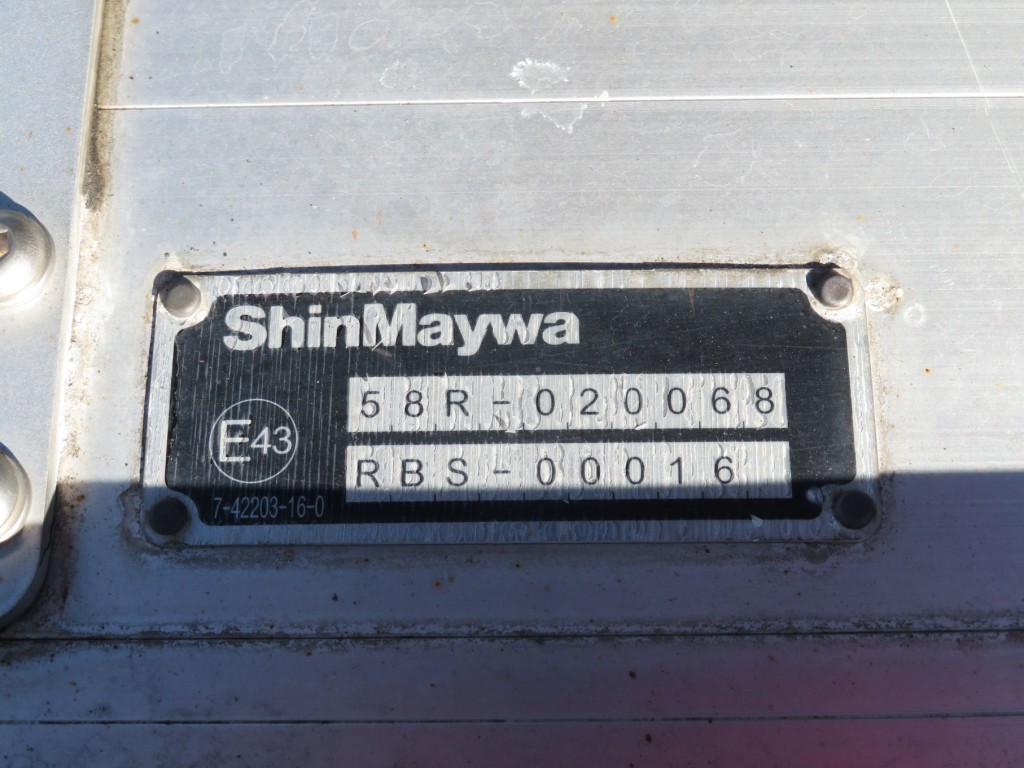 ShinMaywa
58R-020068
E43
RBS-00016
7-42203-16-0